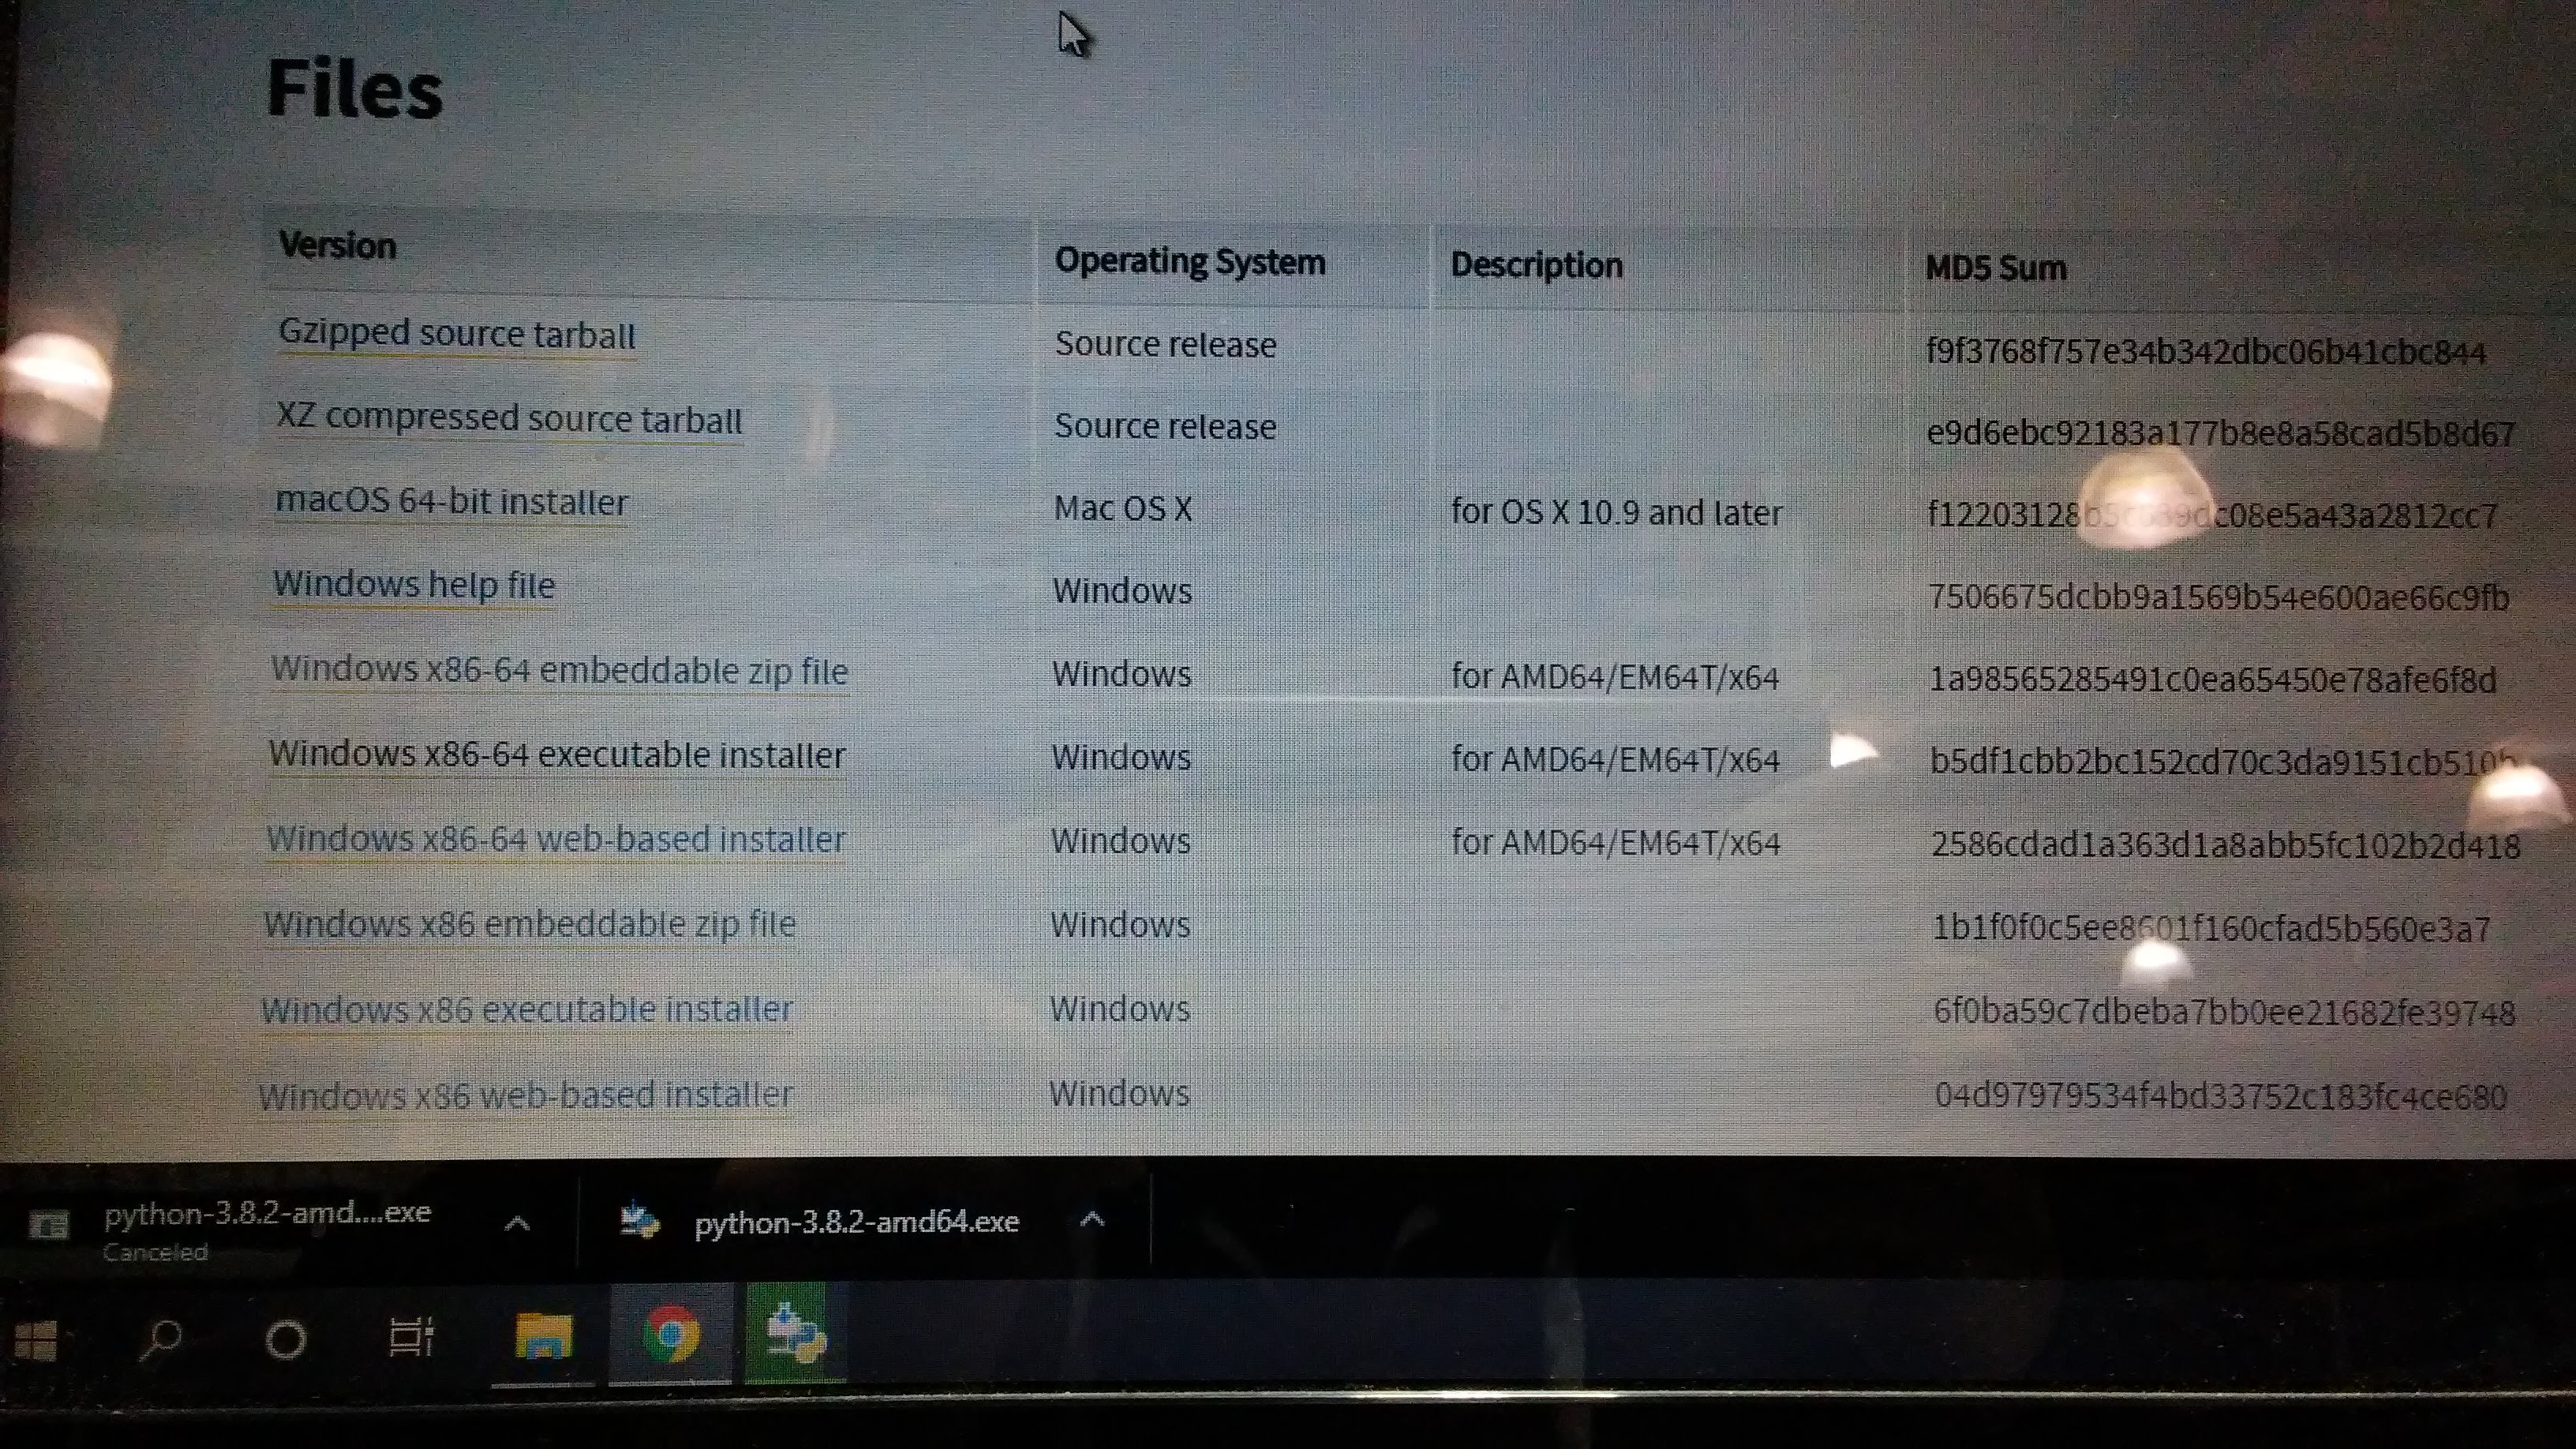 Files
Version Operating System Description MD5 Sum
Gzipped source tarball Source release f9f3768f757e34b342dbc06b41cbc844
XZ compressed source tarball Source release e9d6ebc92183a177b8e8a58cad5b8d67
macOS 64-bit installer Mac OS X for OS X 10.9 and later
Windows help file Windows 7506675dcbb9a1569b54e600ae66c9fb
Windows x86-64 embeddable zip file Windows for AMD64/EM64T/x64 1a98565285491c0ea65450e78afe6f8d
Windows x86-64 executable installer Windows for AMD64/EM64T/x64
Windows x86-64 web-based installer Windows for AMD64/EM64T/x64 2586cdad1a363d1a8abb5fc102b2d418
Windows x86 embeddable zip file Windows 1b1f0f0c5ee8601f160cfad5b560e3a7
Windows x86 executable installer Windows 6f0ba59c7dbeba7bb0ee21682fe39748
Windows x86 web-based installer Windows 04d97979534f4bd33752c183fc4ce680
python-3.8.2-amd....exe python-3.8.2-amd64.exe
Canceled